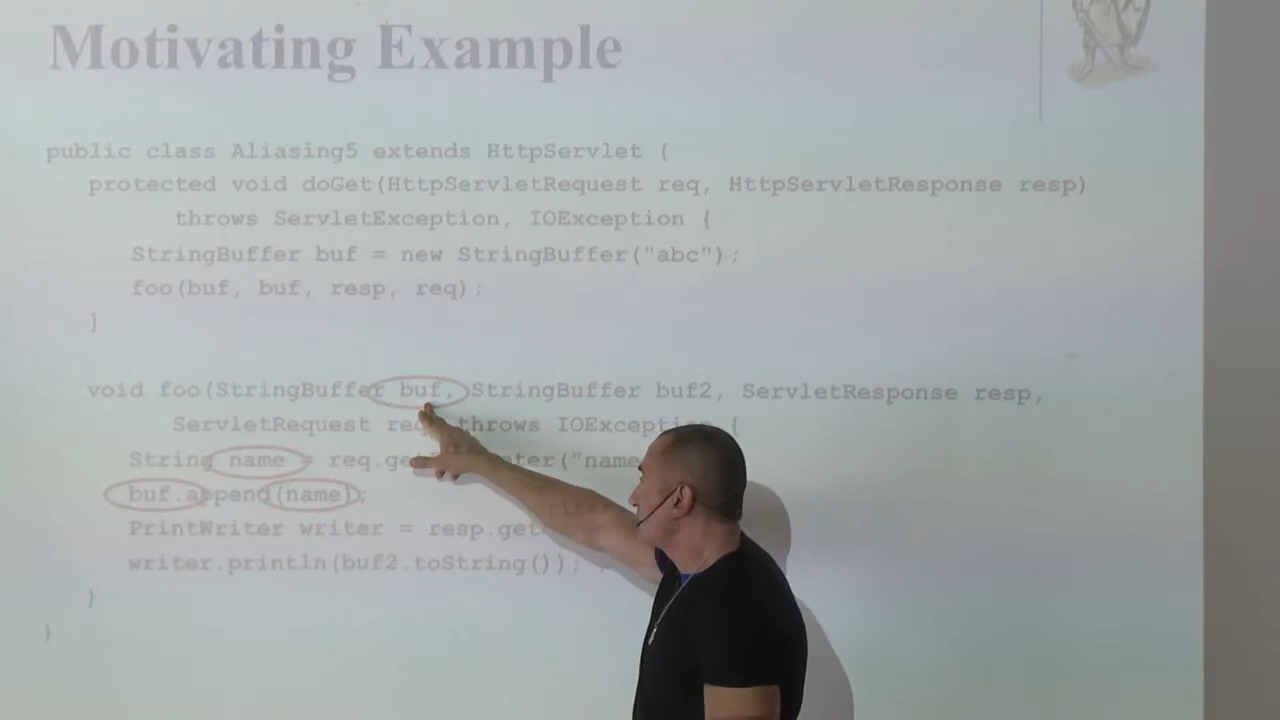 Motivating Example
public class Aliasing5 extends HttpServlet {
protected void doGet(HttpServletRequest req, HttpServletResponse resp)
throws ServletException, IOException {
StringBuffer buf = new StringBuffer("abc");
foo(buf, buf, resp, req);
}
void foo(StringBuffer buf, StringBuffer buf2, ServletResponse resp,
ServletRequest req) throws IOException {
String name = req.ge ter("name
buf.append(name);
PrintWriter writer = resp.get
writer.println(buf2.toString());
}
}